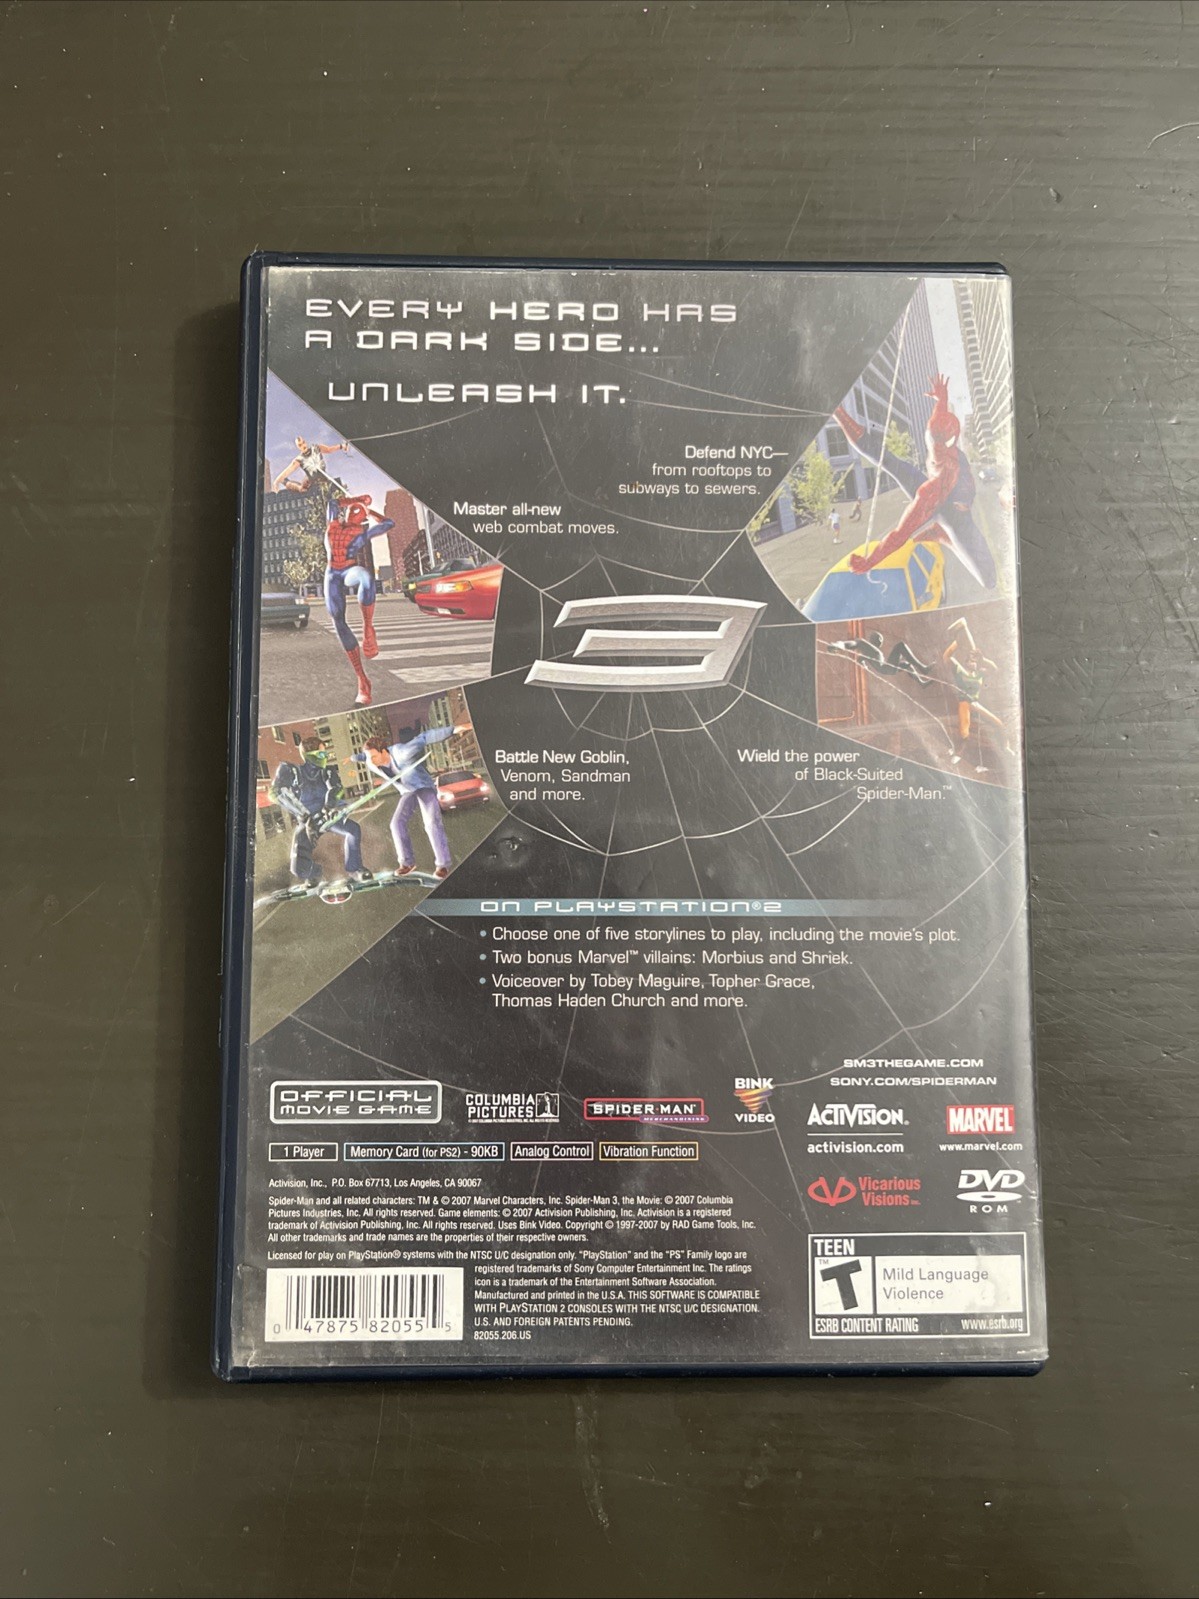 EVERY HERO HAS
A DARK SIDE...
UNLEASH IT.
Defend NYC—
from rooftops to
subways to sewers.
Master all-new
web combat moves.
3
Battle New Goblin,
Venom, Sandman
and more.
Wield the power
of Black-Suited
Spider-Man.™
ON PLAYSTATION®2
• Choose one of five storylines to play, including the movie's plot.
• Two bonus Marvel™ villains: Morbius and Shriek.
• Voiceover by Tobey Maguire, Topher Grace,
Thomas Haden Church and more.
SM3THEGAME.COM
SONY.COM/SPIDERMAN
OFFICIAL
MOVIE GAME
COLUMBIA
PICTURES
SPIDER-MAN
MERCHANDISING
BINK
VIDEO
ACTIVISION.
activision.com
MARVEL
www.marvel.com
1 Player
Memory Card (for PS2) - 90KB
Analog Control
Vibration Function
Vicarious
Visions
DVD
ROM
Activision, Inc., P.O. Box 67713, Los Angeles, CA 90067
Spider-Man and all related characters: TM & © 2007 Marvel Characters, Inc. Spider-Man 3, the Movie: © 2007 Columbia
Pictures Industries, Inc. All rights reserved. Game elements: © 2007 Activision Publishing, Inc. Activision is a registered
trademark of Activision Publishing, Inc. All rights reserved. Uses Bink Video. Copyright © 1997-2007 by RAD Game Tools, Inc.
All other trademarks and trade names are the properties of their respective owners.
Licensed for play on PlayStation® systems with the NTSC U/C designation only. "PlayStation" and the "PS" Family logo are
registered trademarks of Sony Computer Entertainment Inc. The ratings
icon is a trademark of the Entertainment Software Association.
Manufactured and printed in the U.S.A. THIS SOFTWARE IS COMPATIBLE
WITH PLAYSTATION 2 CONSOLES WITH THE NTSC U/C DESIGNATION.
U.S. AND FOREIGN PATENTS PENDING.
82055.206.US
0 47875 82055 5
TEEN
T
Mild Language
Violence
ESRB CONTENT RATING
www.esrb.org